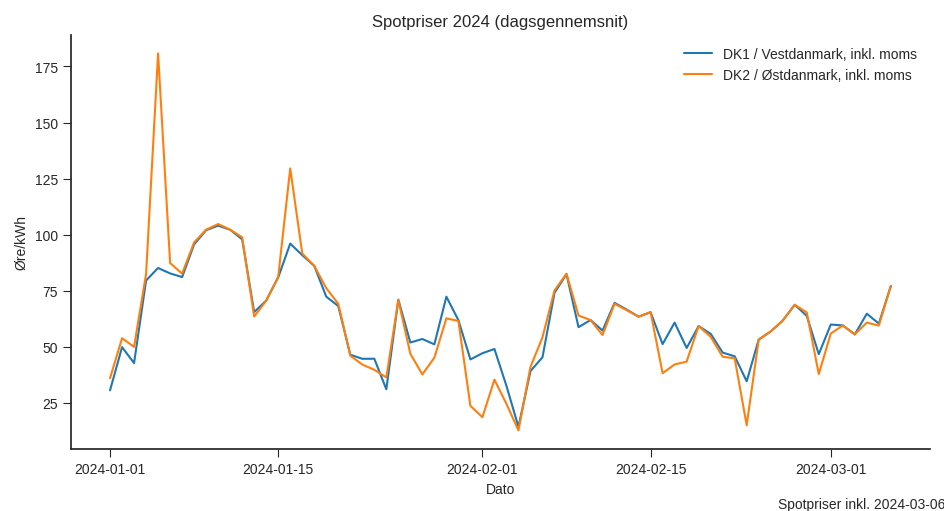 Spotpriser 2024 (dagsgennemsnit)
DK1 / Vestdanmark, inkl. moms
DK2 / Østdanmark, inkl. moms
175
150
125
100
75
50
25
Øre/kWh
2024-01-01
2024-01-15
2024-02-01
2024-02-15
2024-03-01
Dato
Spotpriser inkl. 2024-03-06